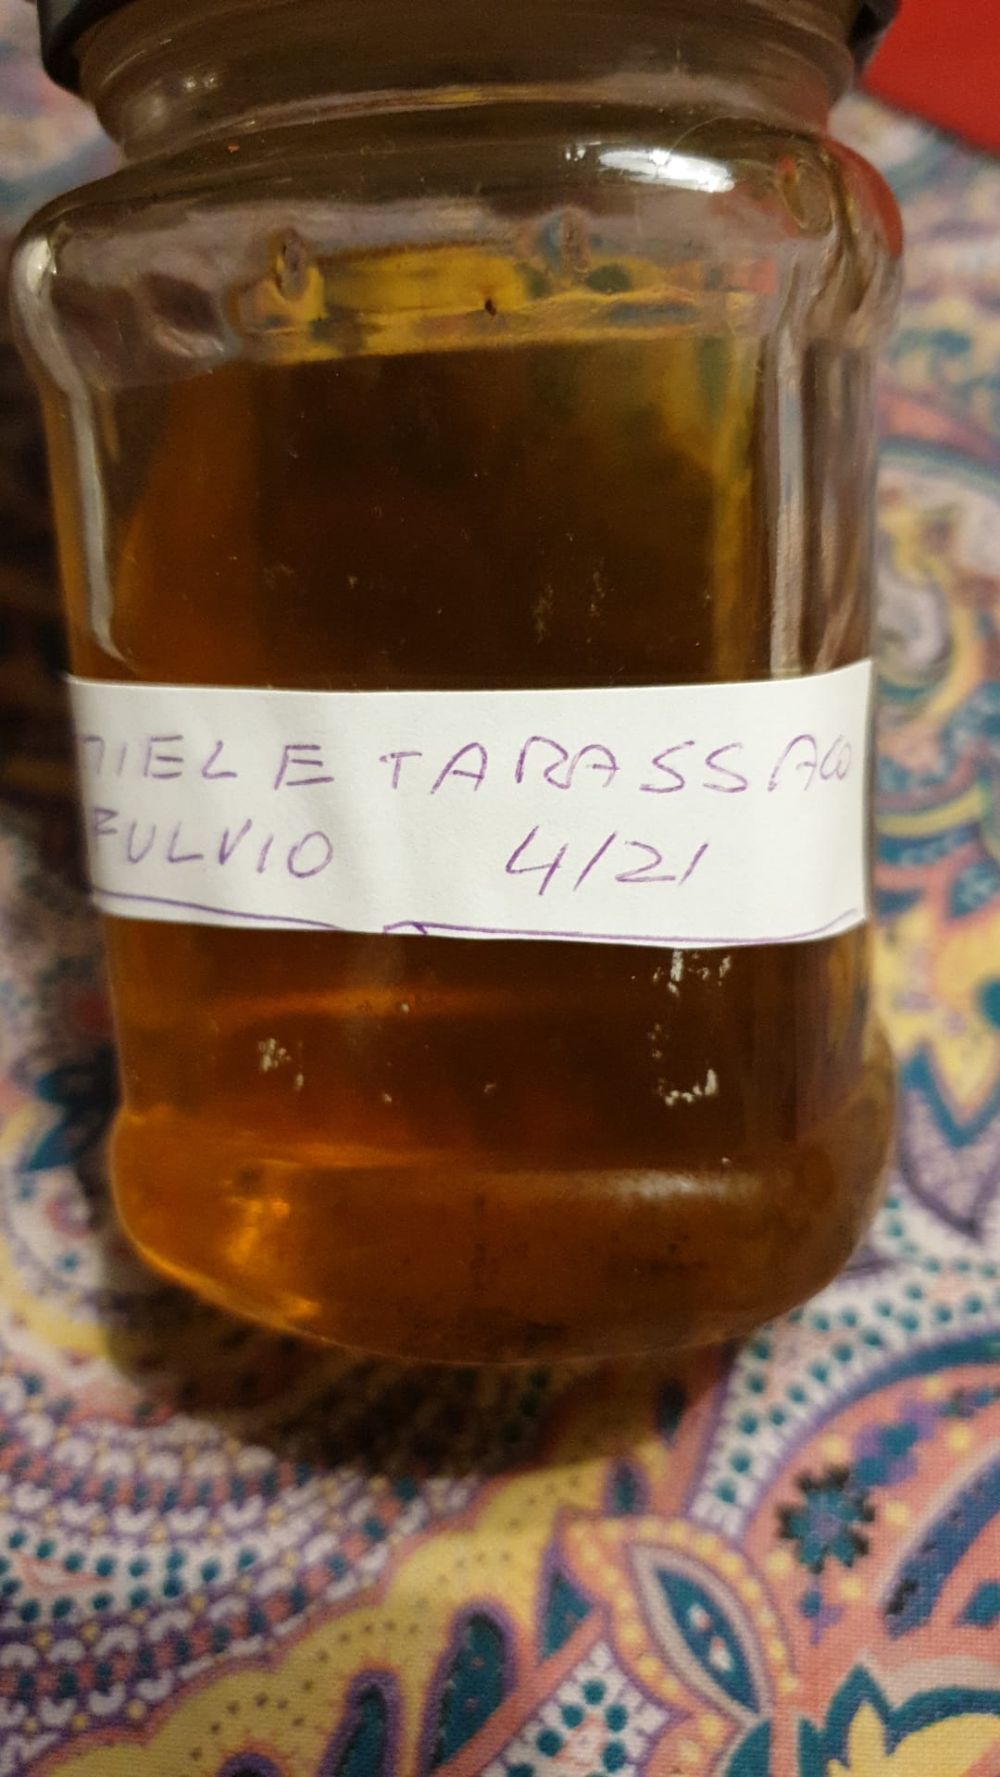 MIELE TARASSACO
FULVIO 4/21